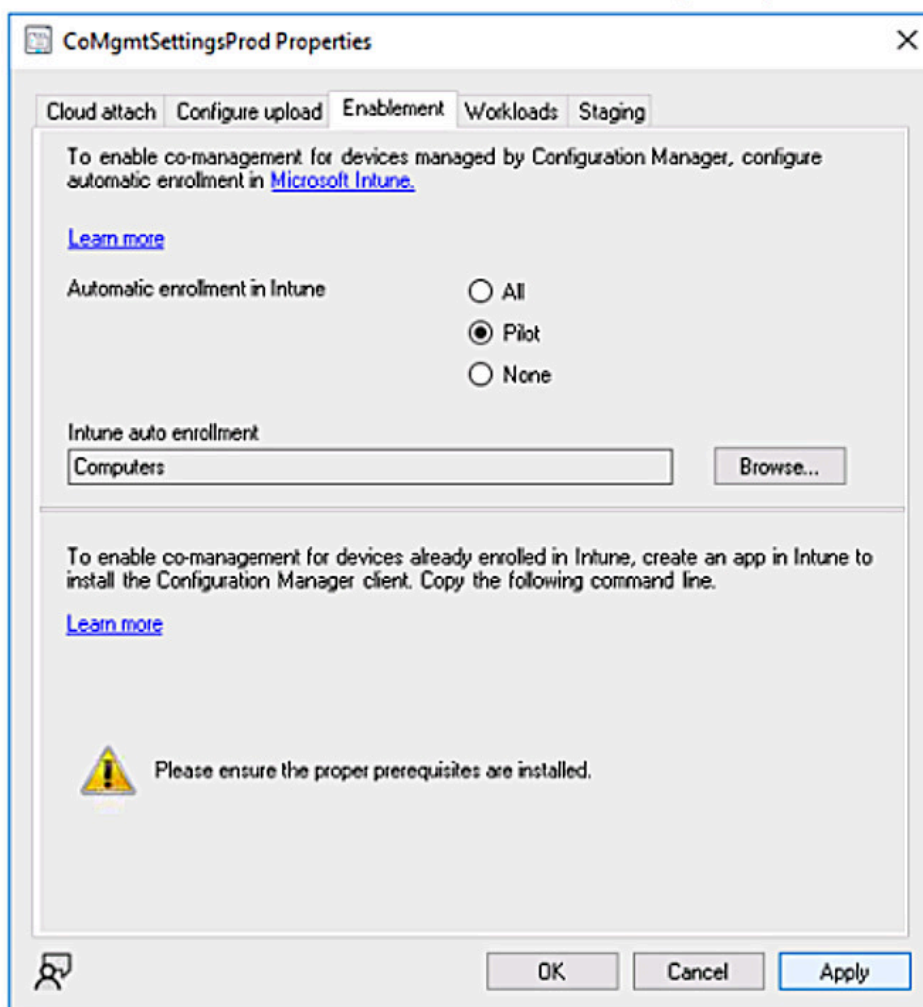 CoMgmtSettingsProd Properties
Cloud attach Configure upload Enablement Workloads Staging
To enable co-management for devices managed by Configuration Manager, configure
automatic enrollment in Microsoft Intune.
Learn more
Automatic enrollment in Intune
All
Pilot
None
Intune auto enrollment
Computers
Browse...
To enable co-management for devices already enrolled in Intune, create an app in Intune to
install the Configuration Manager client. Copy the following command line.
Learn more
Please ensure the proper prerequisites are installed.
OK Cancel Apply